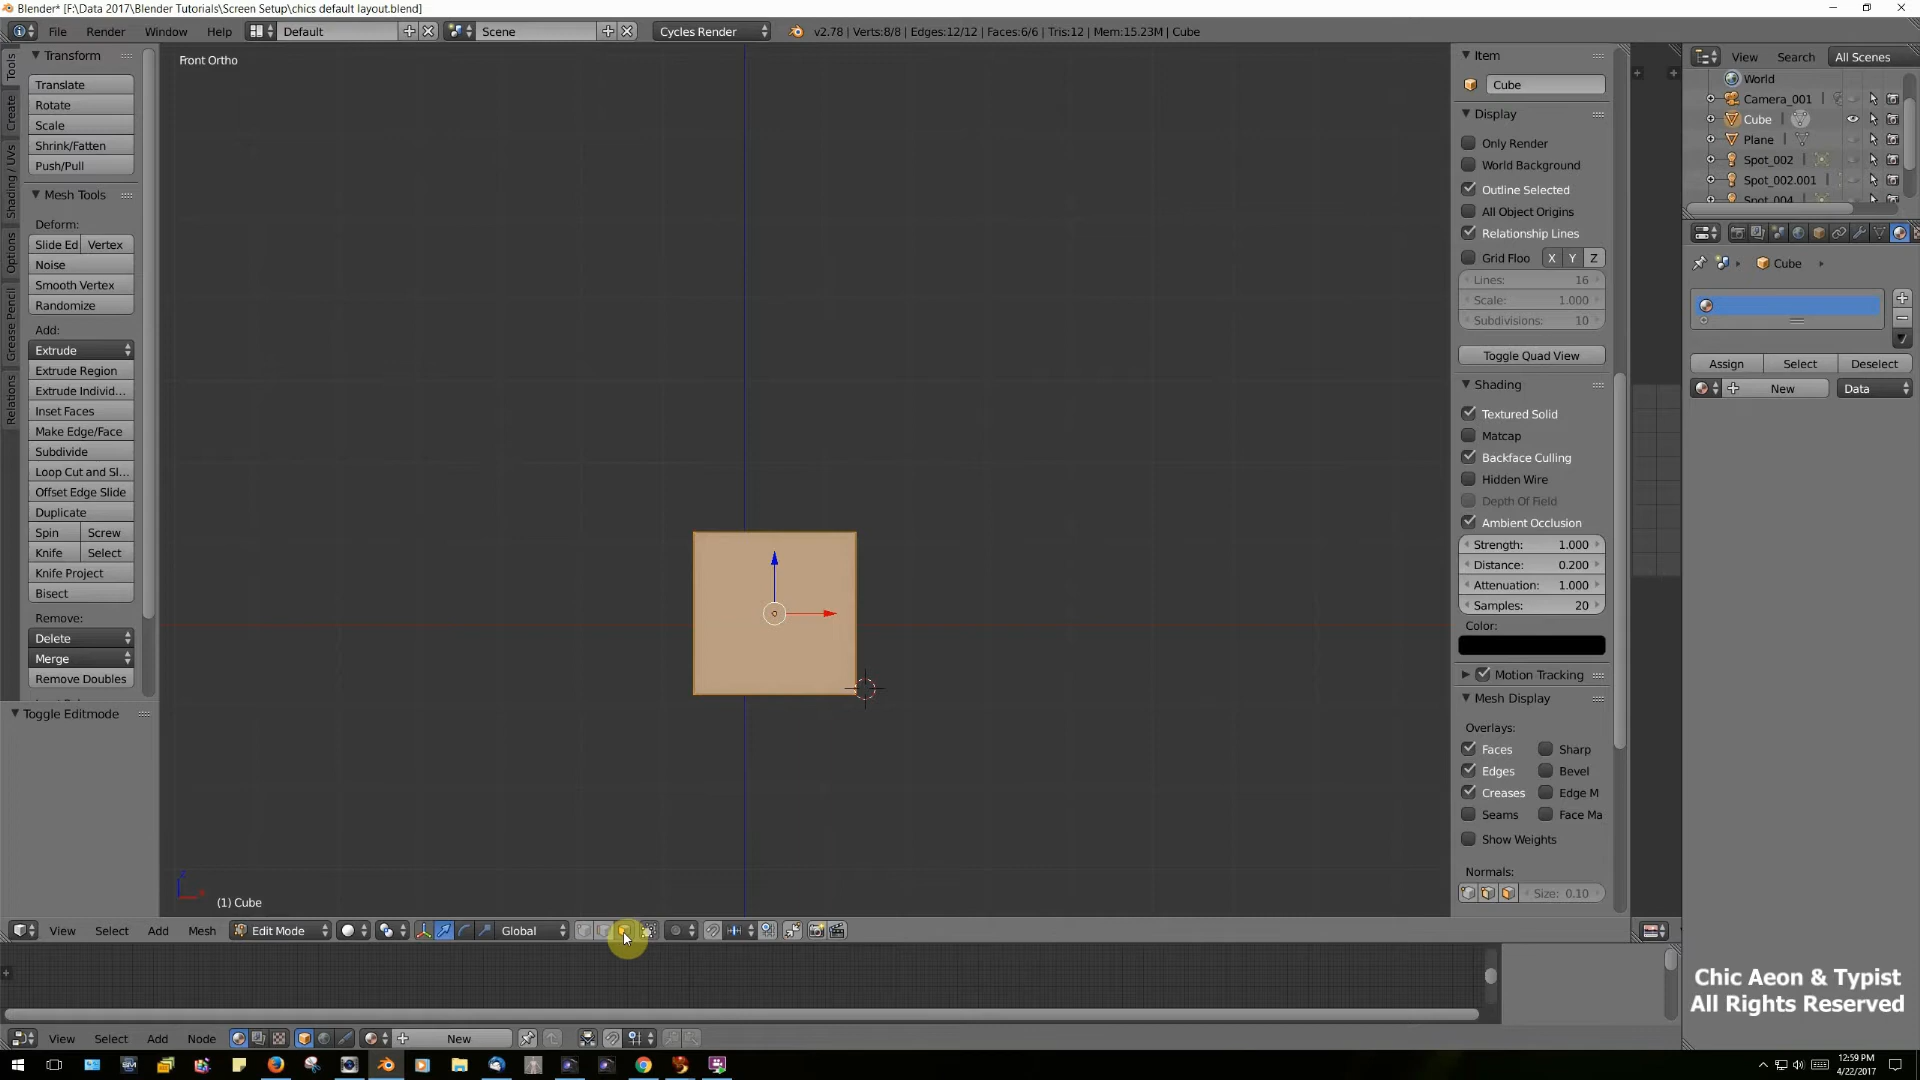 Blender* [F:\Data 2017\Blender Tutorials\Screen Setup\chics default layout.blend]
File Render Window Help Default Scene Cycles Render v2.78 | Verts:8/8 | Edges:12/12 | Faces:6/6 | Tris:12 | Mem:15.23M | Cube
Tools
Create
Shading / UVs
Options
Grease Pencil
Relations
Transform
Translate
Rotate
Scale
Shrink/Fatten
Push/Pull
Mesh Tools
Deform:
Slide Ed Vertex
Noise
Smooth Vertex
Randomize
Add:
Extrude
Extrude Region
Extrude Individ...
Inset Faces
Make Edge/Face
Subdivide
Loop Cut and Sl...
Offset Edge Slide
Duplicate
Spin Screw
Knife Select
Knife Project
Bisect
Remove:
Delete
Merge
Remove Doubles
Toggle Editmode
Front Ortho
(1) Cube
Item
Cube
Display
Only Render
World Background
Outline Selected
All Object Origins
Relationship Lines
Grid Floo X Y Z
Lines: 16
Scale: 1.000
Subdivisions: 10
Toggle Quad View
Shading
Textured Solid
Matcap
Backface Culling
Hidden Wire
Depth Of Field
Ambient Occlusion
Strength: 1.000
Distance: 0.200
Attenuation: 1.000
Samples: 20
Color:
Motion Tracking
Mesh Display
Overlays:
Faces Sharp
Edges Bevel
Creases Edge M
Seams Face Ma
Show Weights
Normals:
Size: 0.10
View Search All Scenes
World
Camera_001
Cube
Plane
Spot_002
Spot_002.001
Spot_004
Cube
Assign Select Deselect
New Data
View Select Add Mesh Edit Mode Global
View Select Add Node New
Chic Aeon & Typist
All Rights Reserved
12:59 PM
4/22/2017